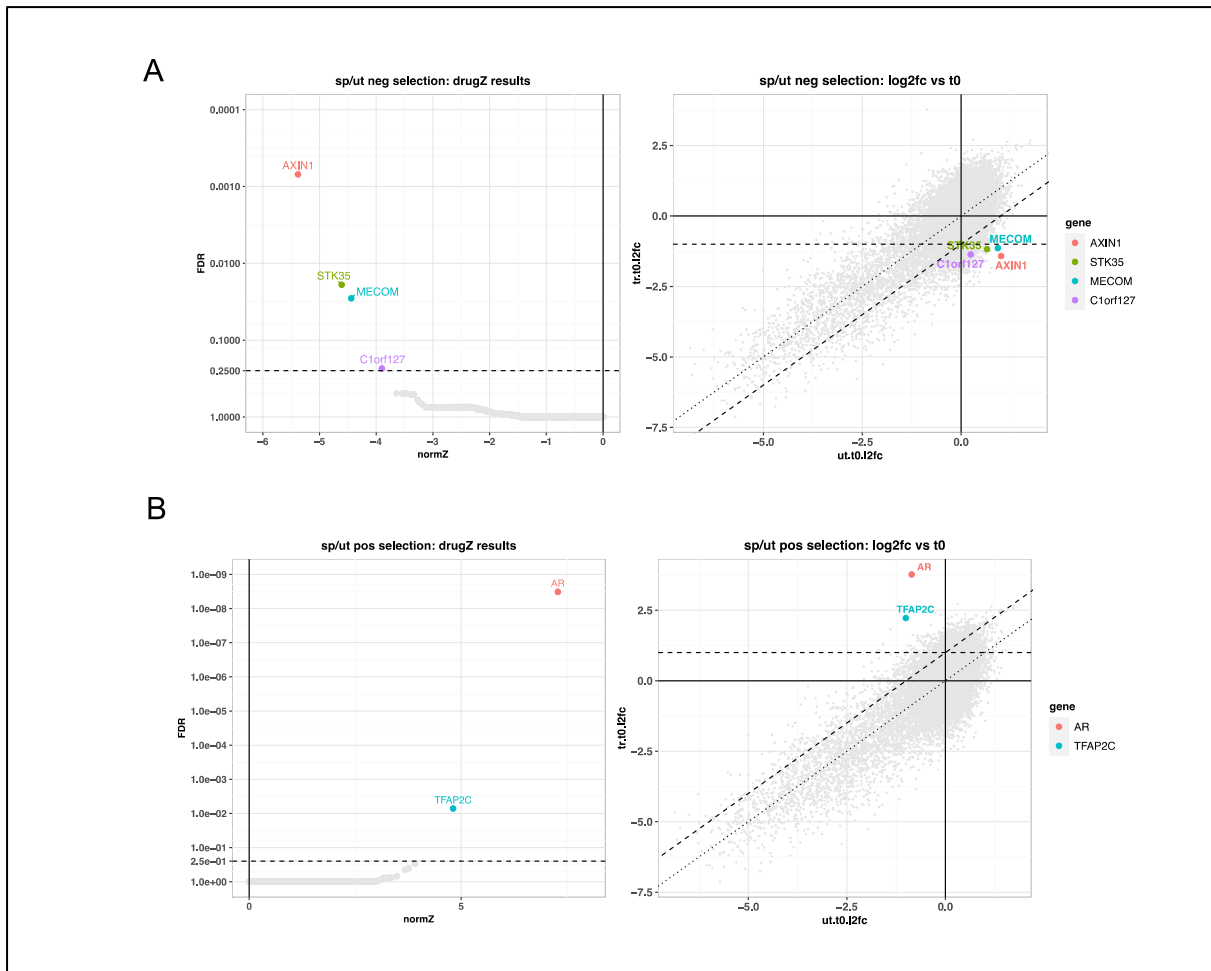 A
sp/ut neg selection: drugZ results
0.0001
0.0010
0.0100
0.1000
0.2500
1.0000
FDR
AXIN1
STK35
MECOM
C1orf127
−6
−5
−4
−3
−2
−1
0
normZ
sp/ut neg selection: log2fc vs t0
2.5
0.0
−2.5
−5.0
−7.5
tr.t0.l2fc
STK35
MECOM
C1orf127
AXIN1
−5.0
−2.5
0.0
ut.t0.l2fc
gene
AXIN1
STK35
MECOM
C1orf127
B
sp/ut pos selection: drugZ results
1.0e−09
1.0e−08
1.0e−07
1.0e−06
1.0e−05
1.0e−04
1.0e−03
1.0e−02
1.0e−01
2.5e−01
1.0e+00
FDR
AR
TFAP2C
0
5
normZ
sp/ut pos selection: log2fc vs t0
2.5
0.0
−2.5
−5.0
−7.5
tr.t0.l2fc
AR
TFAP2C
−5.0
−2.5
0.0
ut.t0.l2fc
gene
AR
TFAP2C